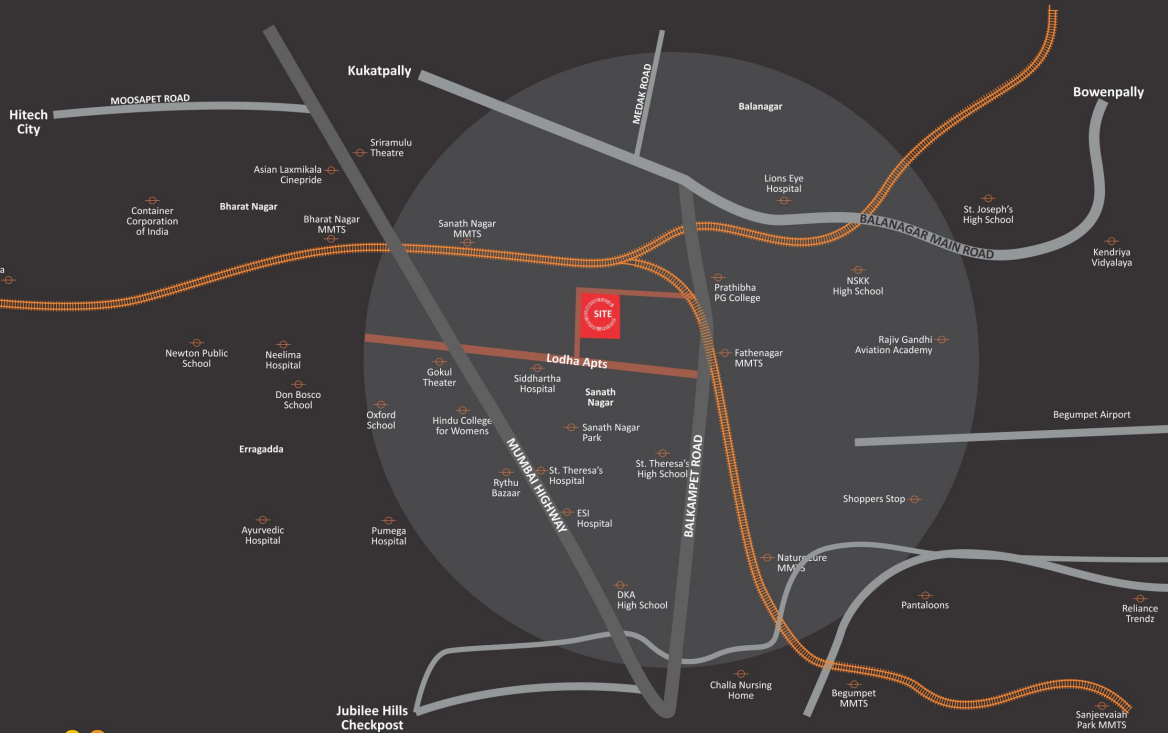 Kukatpally
MEDAK ROAD
Balanagar
Bowenpally
Hitech
City
MOOSAPET ROAD
Sriramulu
Theatre
Asian Laxmikala
Cinepride
Lions Eye
Hospital
Container
Corporation
of India
Bharat Nagar
Bharat Nagar
MMTS
Sanath Nagar
MMTS
BALANAGAR MAIN ROAD
St. Joseph's
High School
Kendriya
Vidyalaya
a
Prathibha
PG College
NSKK
High School
SITE
Newton Public
School
Neelima
Hospital
Lodha Apts
Fathenagar
MMTS
Rajiv Gandhi
Aviation Academy
Gokul
Theater
Siddhartha
Hospital
Don Bosco
School
Sanath
Nagar
Oxford
School
Hindu College
for Womens
Sanath Nagar
Park
Begumpet Airport
Erragadda
MUMBAI HIGHWAY
BALKAMPET ROAD
St. Theresa's
High School
Rythu
Bazaar
St. Theresa's
Hospital
Shoppers Stop
Ayurvedic
Hospital
Pumega
Hospital
ESI
Hospital
Naturecure
MMTS
DKA
High School
Pantaloons
Reliance
Trendz
Challa Nursing
Home
Begumpet
MMTS
Jubilee Hills
Checkpost
Sanjeevaiah
Park MMTS